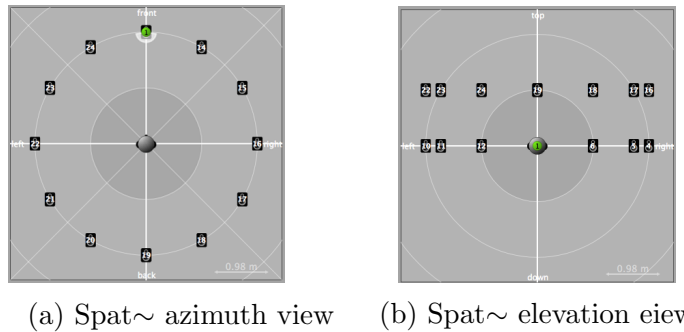 front
1
24
14
23
15
left
22
16
right
21
17
20
18
19
back
0.98 m
top
22
23
24
19
18
17
16
left
10
11
12
1
6
5
4
right
down
0.98 m
(a) Spat~ azimuth view
(b) Spat~ elevation eiew